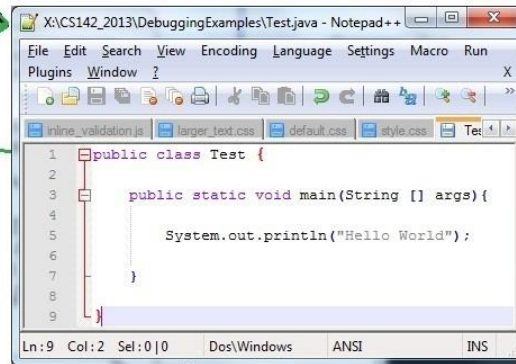 X:\CS142_2013\DebuggingExamples\Test.java - Notepad++
File Edit Search View Encoding Language Settings Macro Run
Plugins Window ? X
inline_validation.js larger_text.css default.css style.css
1 public class Test {
2
3 public static void main(String [] args){
4
5 System.out.println("Hello World");
6
7 }
8
9 }
Ln:9 Col:2 Sel:0|0 Dos\Windows ANSI INS